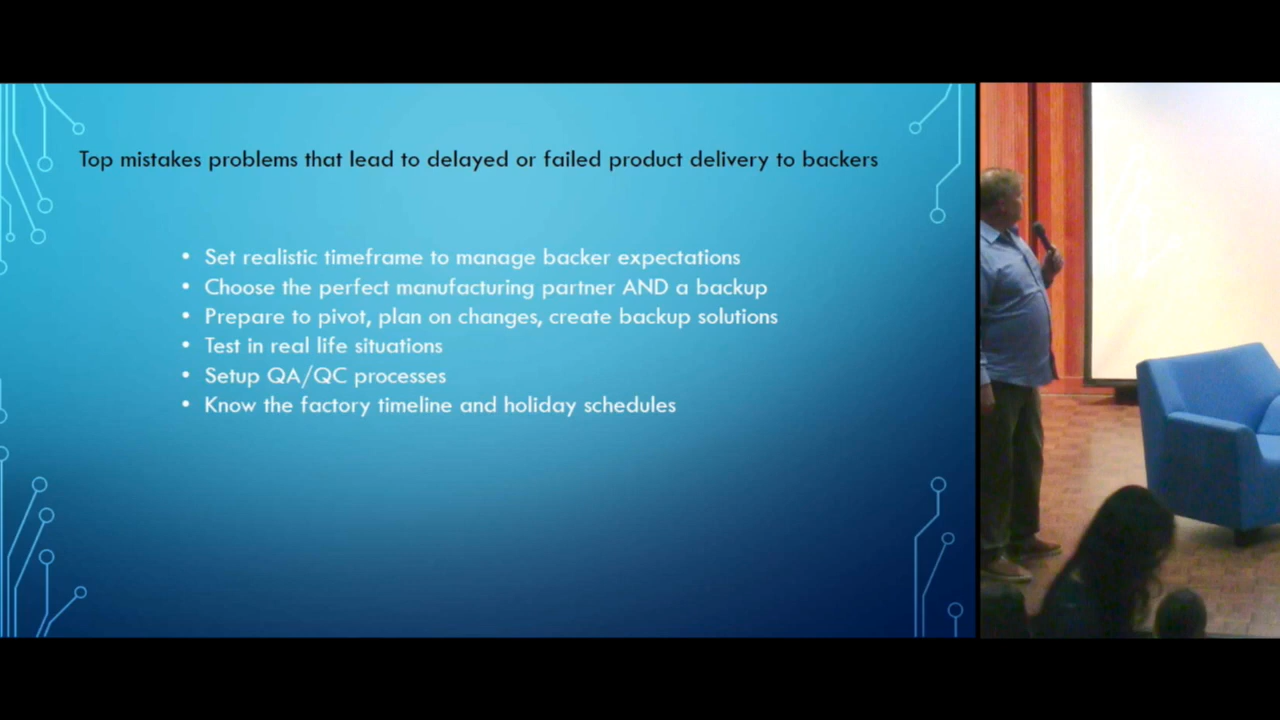 Top mistakes problems that lead to delayed or failed product delivery to backers
• Set realistic timeframe to manage backer expectations
• Choose the perfect manufacturing partner AND a backup
• Prepare to pivot, plan on changes, create backup solutions
• Test in real life situations
• Setup QA/QC processes
• Know the factory timeline and holiday schedules